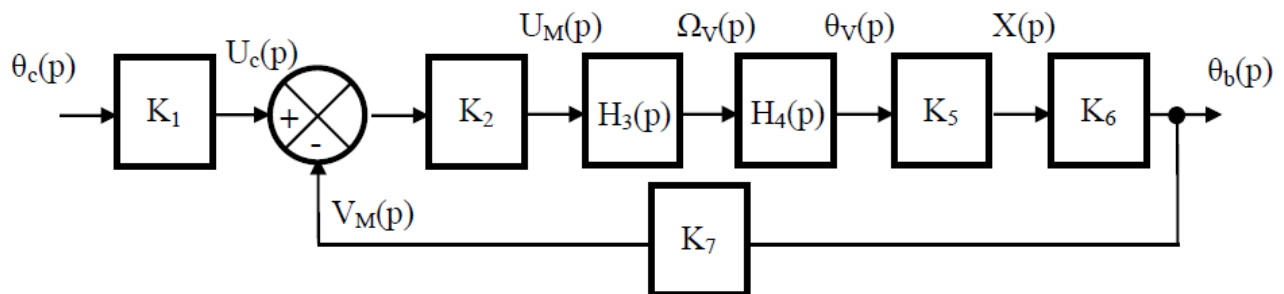 θc(p)
K1
Uc(p)
+
-
K2
UM(p)
H3(p)
ΩV(p)
H4(p)
θV(p)
K5
X(p)
K6
θb(p)
VM(p)
K7